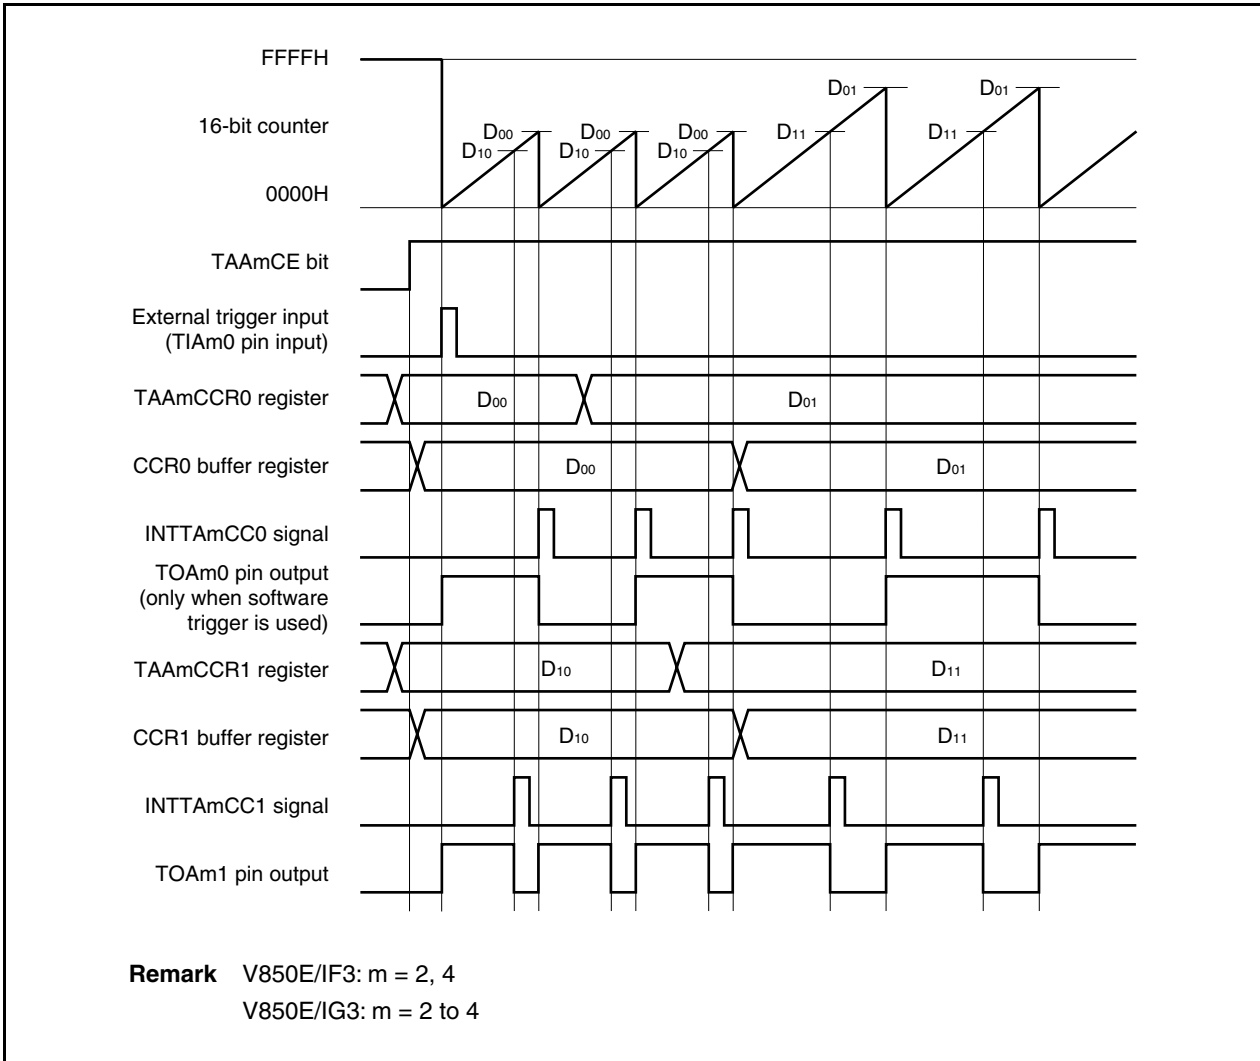 FFFFH
D01
D01
16-bit counter
D00
D00
D00
D11
D11
D10
D10
D10
0000H
TAAmCE bit
External trigger input
(TIAm0 pin input)
TAAmCCR0 register
D00
D01
CCR0 buffer register
D00
D01
INTTAmCC0 signal
TOAm0 pin output
(only when software
trigger is used)
TAAmCCR1 register
D10
D11
CCR1 buffer register
D10
D11
INTTAmCC1 signal
TOAm1 pin output
Remark V850E/IF3: m = 2, 4
V850E/IG3: m = 2 to 4